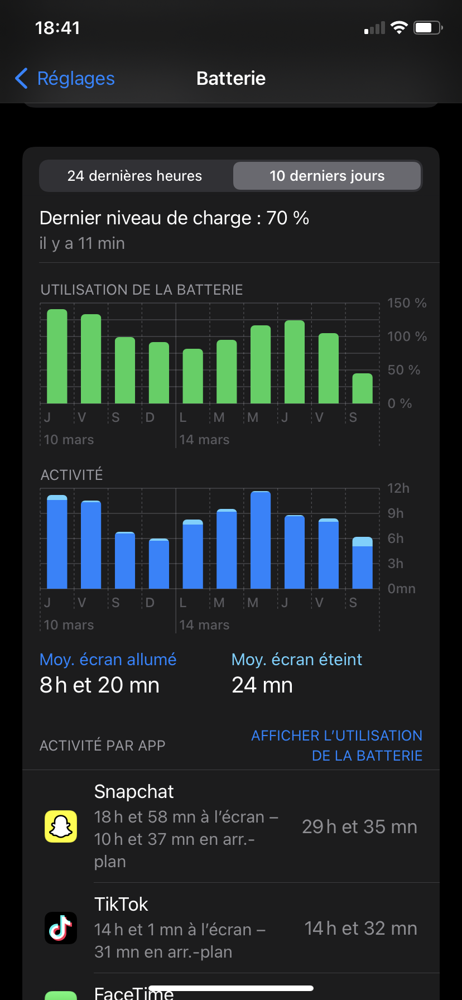 18:41
Réglages
Batterie
24 dernières heures
10 derniers jours
Dernier niveau de charge : 70 %
il y a 11 min
UTILISATION DE LA BATTERIE
150 %
100 %
50 %
0 %
J V S D L M M J V S
10 mars 14 mars
ACTIVITÉ
12h
9h
6h
3h
0mn
J V S D L M M J V S
10 mars 14 mars
Moy. écran allumé
8 h et 20 mn
Moy. écran éteint
24 mn
ACTIVITÉ PAR APP
AFFICHER L’UTILISATION
DE LA BATTERIE
Snapchat
18 h et 58 mn à l’écran –
10 h et 37 mn en arr.-
plan
29 h et 35 mn
TikTok
14 h et 1 mn à l’écran –
31 mn en arr.-plan
14 h et 32 mn
FaceTime